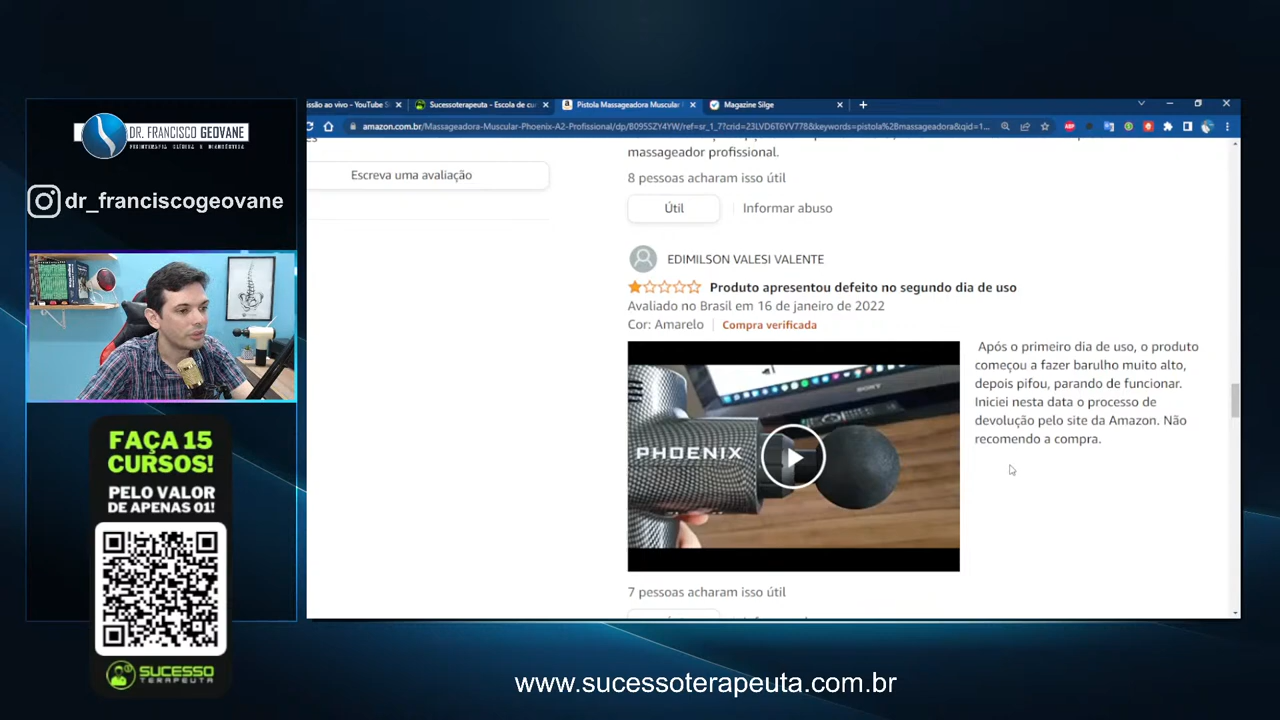 DR. FRANCISCO GEOVANE
dr_franciscogeovane
FAÇA 15
CURSOS!
PELO VALOR
DE APENAS 01!
SUCESSO
TERAPEUTA
issão ao vivo - YouTube S
Sucessoterapeuta - Escola de cur
Pistola Massageadora Muscular
Magazine Silge
amazon.com.br/Massageadora-Muscular-Phoenix-A2-Profissional/dp/B095SZY4YW/ref=sr_1_7?crid=23LVD6T6YV778&keywords=pistola%2Bmassageadora&qid=1...
Escreva uma avaliação
massageador profissional.
8 pessoas acharam isso útil
Útil
Informar abuso
EDIMILSON VALESI VALENTE
Produto apresentou defeito no segundo dia de uso
Avaliado no Brasil em 16 de janeiro de 2022
Cor: Amarelo
Compra verificada
SONY
PHOENIX
Após o primeiro dia de uso, o produto
começou a fazer barulho muito alto,
depois pifou, parando de funcionar.
Iniciei nesta data o processo de
devolução pelo site da Amazon. Não
recomendo a compra.
7 pessoas acharam isso útil
www.sucessoterapeuta.com.br